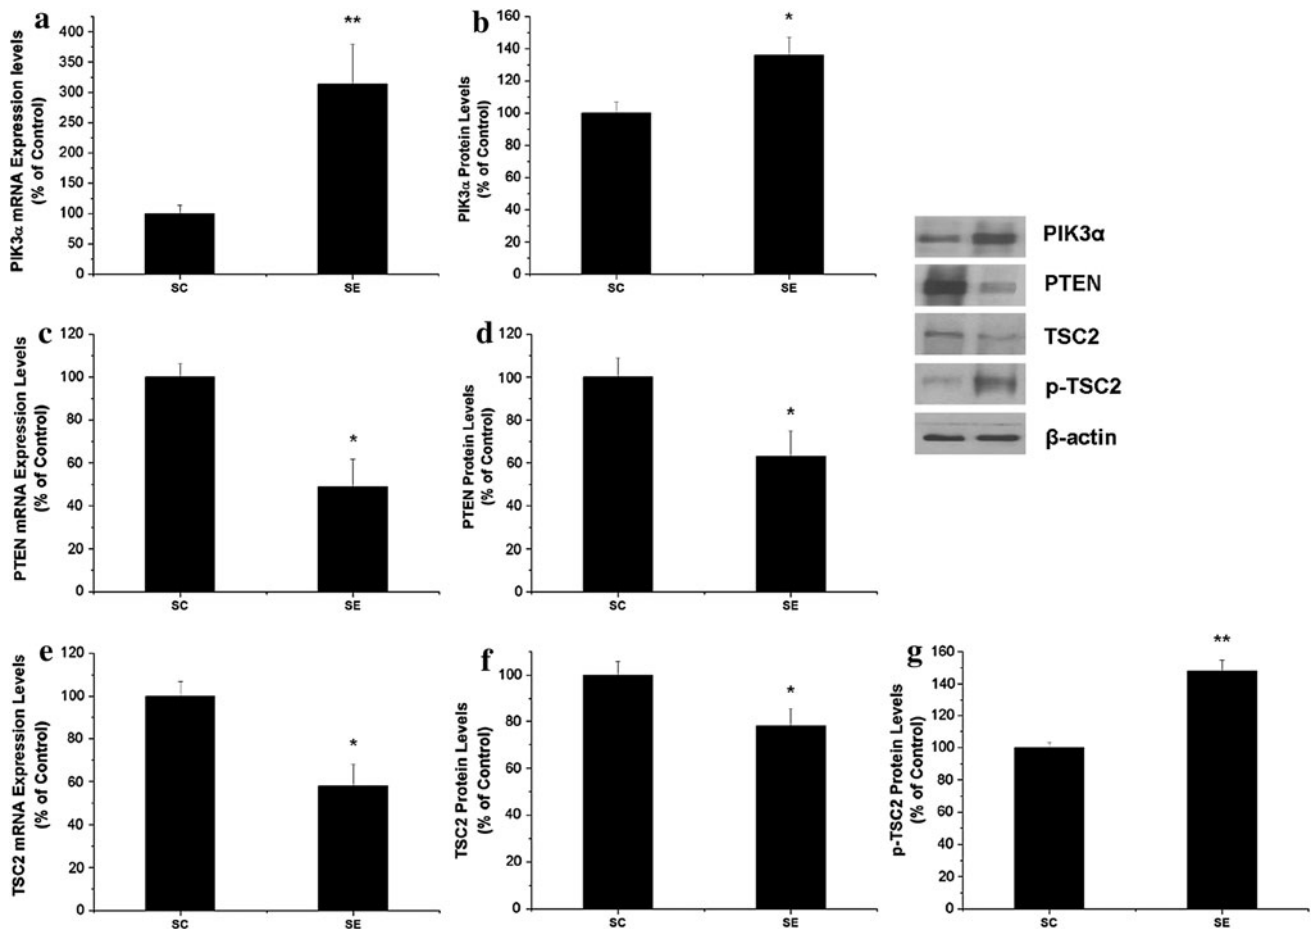 a
PIK3α mRNA Expression levels
(% of Control)
400
350
300
250
200
150
100
50
0
**
SC
SE
b
PIK3α Protein Levels
(% of Control)
160
140
120
100
80
60
40
20
0
*
SC
SE
PIK3α
PTEN
TSC2
p-TSC2
β-actin
c
PTEN mRNA Expression Levels
(% of Control)
120
100
80
60
40
20
0
*
SC
SE
d
PTEN Protein Levels
(% of Control)
120
100
80
60
40
20
0
*
SC
SE
e
TSC2 mRNA Expression Levels
(% of Control)
120
100
80
60
40
20
0
*
SC
SE
f
TSC2 Protein Levels
(% of Control)
100
80
60
40
20
0
*
SC
SE
g
p-TSC2 Protein Levels
(% of Control)
160
140
120
100
80
60
40
20
0
**
SC
SE